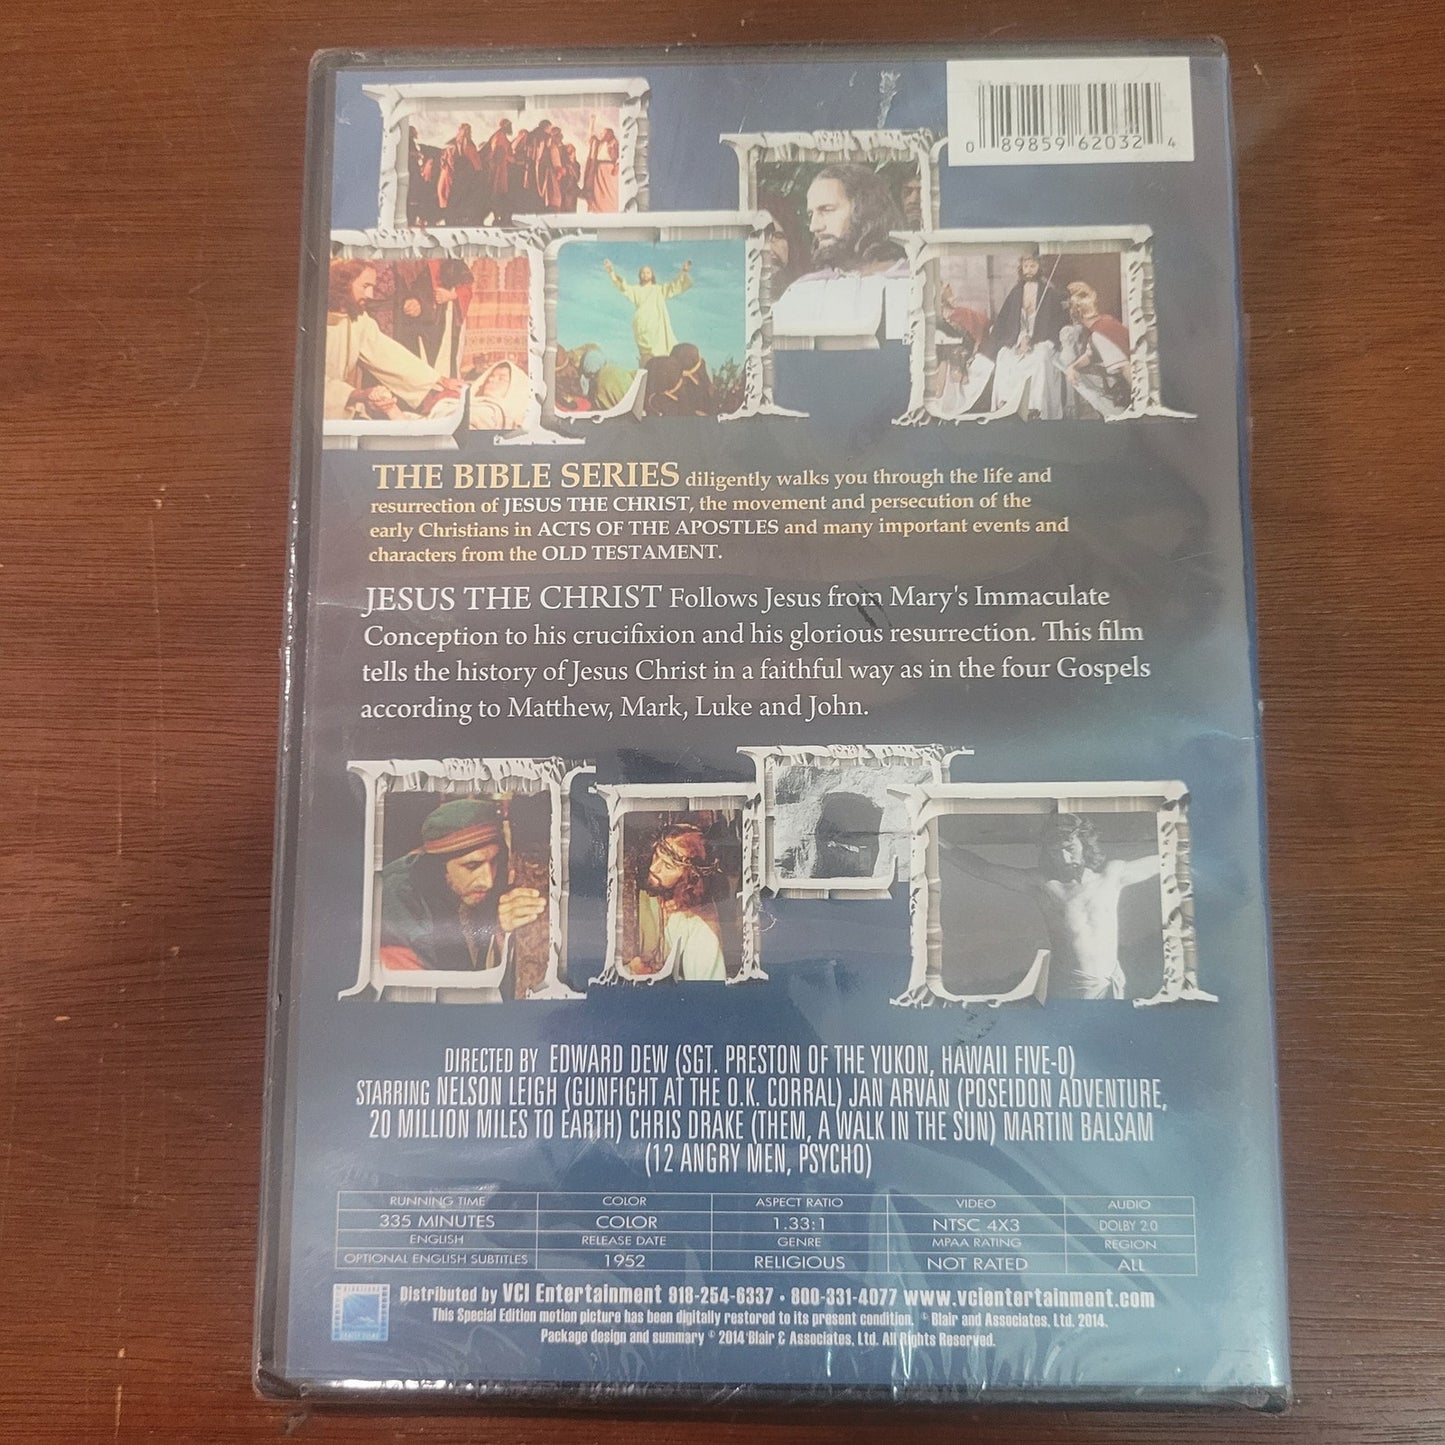 0 89859 62032 4
THE BIBLE SERIES diligently walks you through the life and
resurrection of JESUS THE CHRIST, the movement and persecution of the
early Christians in ACTS OF THE APOSTLES and many important events and
characters from the OLD TESTAMENT.
JESUS THE CHRIST Follows Jesus from Mary's Immaculate
Conception to his crucifixion and his glorious resurrection. This film
tells the history of Jesus Christ in a faithful way as in the four Gospels
according to Matthew, Mark, Luke and John.
DIRECTED BY EDWARD DEW (SGT. PRESTON OF THE YUKON, HAWAII FIVE-O)
STARRING NELSON LEIGH (GUNFIGHT AT THE O.K. CORRAL) JAN ARVAN (POSEIDON ADVENTURE,
20 MILLION MILES TO EARTH) CHRIS DRAKE (THEM, A WALK IN THE SUN) MARTIN BALSAM
(12 ANGRY MEN, PSYCHO)
RUNNING TIME COLOR ASPECT RATIO VIDEO AUDIO
335 MINUTES COLOR 1.33:1 NTSC 4X3 DOLBY 2.0
ENGLISH RELEASE DATE GENRE MPAA RATING REGION
OPTIONAL ENGLISH SUBTITLES 1952 RELIGIOUS NOT RATED ALL
Distributed by VCI Entertainment 918-254-6337 • 800-331-4077 www.vcientertainment.com
This Special Edition motion picture has been digitally restored to its present condition. © Blair and Associates, Ltd. 2014.
Package design and summary © 2014 Blair & Associates, Ltd. All Rights Reserved.